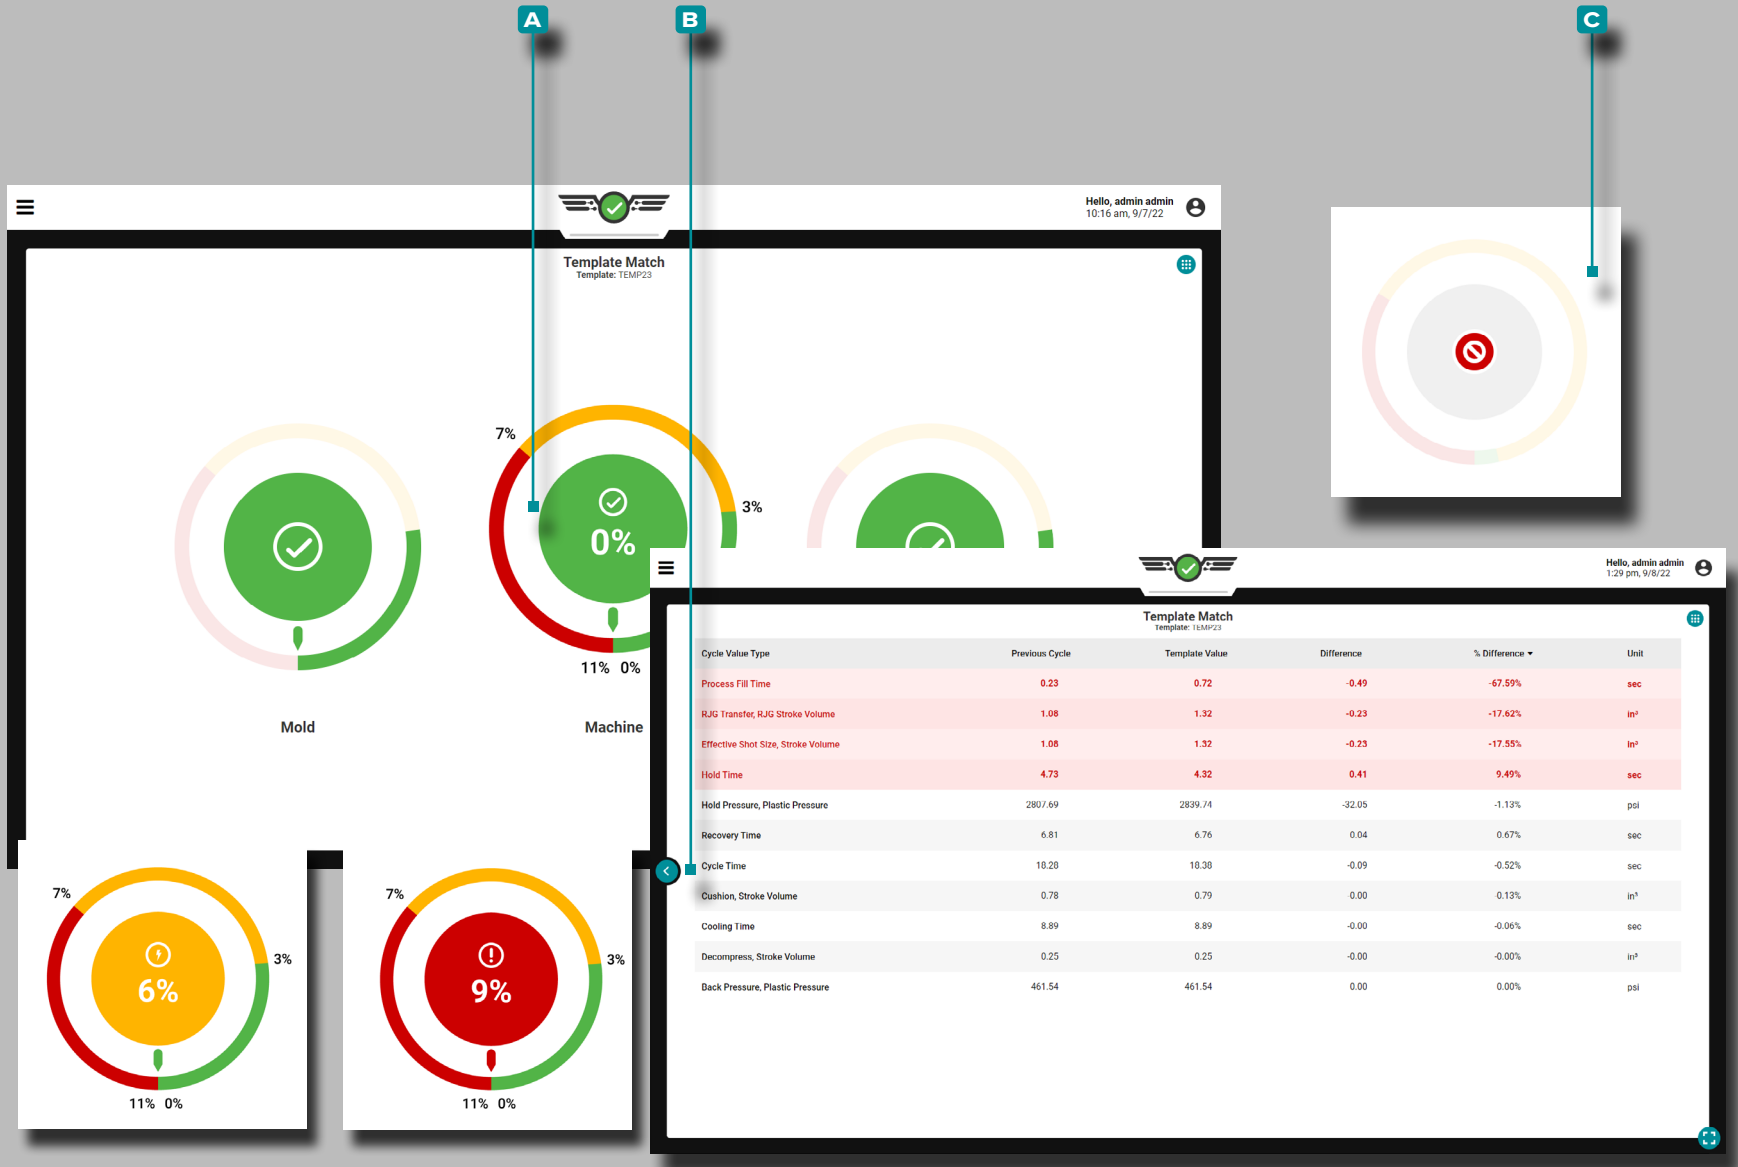 A
B
C
Hello, admin admin
10:16 am, 9/7/22
Template Match
Template: TEMP23
7%
3%
0%
11% 0%
Mold
Machine
Hello, admin admin
1:29 pm, 9/8/22
Template Match
Template: TEMP23
Cycle Value Type Previous Cycle Template Value Difference % Difference Unit
Process Fill Time 0.23 0.72 -0.49 -67.59% sec
RJG Transfer, RJG Stroke Volume 1.08 1.32 -0.23 -17.62% in³
Effective Shot Size, Stroke Volume 1.08 1.32 -0.23 -17.55% in³
Hold Time 4.73 4.32 0.41 9.49% sec
Hold Pressure, Plastic Pressure 2807.69 2839.74 -32.05 -1.13% psi
Recovery Time 6.81 6.76 0.04 0.67% sec
Cycle Time 18.28 18.38 -0.09 -0.52% sec
Cushion, Stroke Volume 0.78 0.79 -0.00 -0.13% in³
Cooling Time 8.89 8.89 -0.00 -0.06% sec
Decompress, Stroke Volume 0.25 0.25 -0.00 -0.00% in³
Back Pressure, Plastic Pressure 461.54 461.54 0.00 0.00% psi
7%
3%
6%
11% 0%
7%
3%
9%
11% 0%